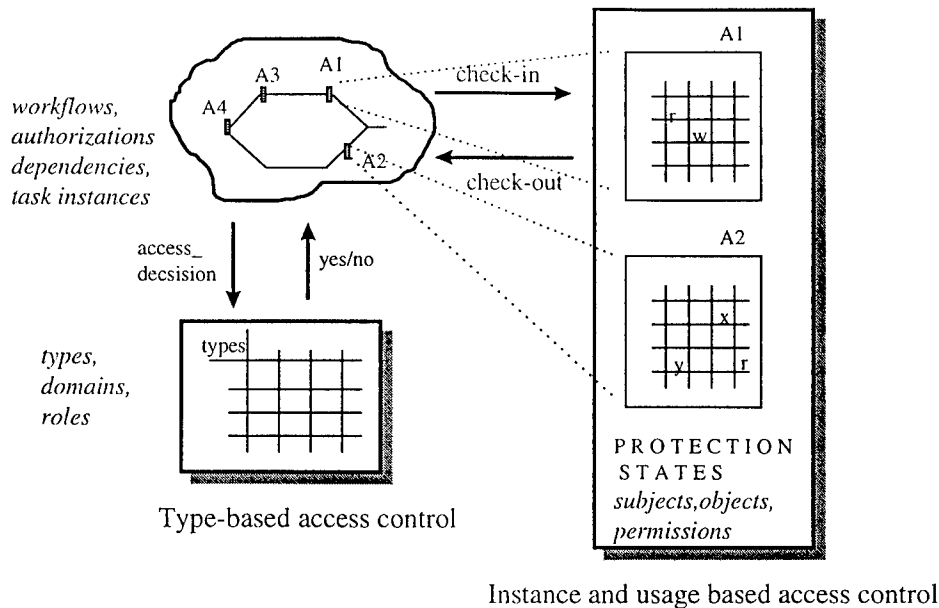 A1
A3
A1
check-in
workflows,
authorizations
dependencies,
task instances
A4
A2
r
w
check-out
A2
access_
decsision
yes/no
x
types
y
r
types,
domains,
roles
PROTECTION
STATES
subjects,objects,
permissions
Type-based access control
Instance and usage based access control